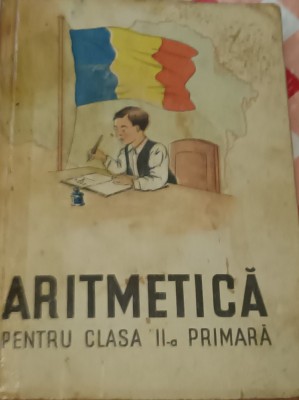 ARITMETICĂ
PENTRU CLASA II-a PRIMARĂ